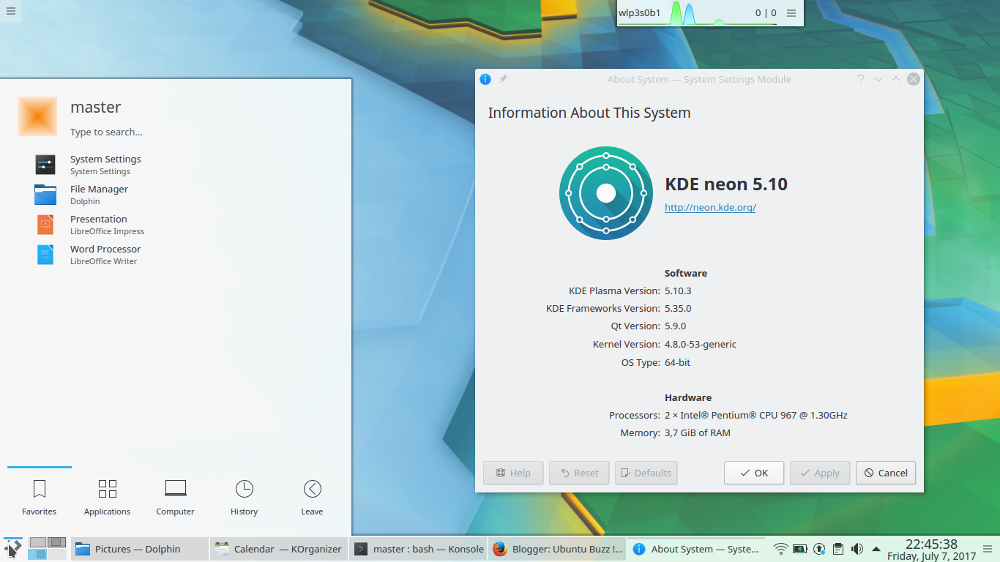 wlp3s0b1 0 | 0
master
Type to search...
System Settings
System Settings
File Manager
Dolphin
Presentation
LibreOffice Impress
Word Processor
LibreOffice Writer
Favorites Applications Computer History Leave
About System — System Settings Module
Information About This System
KDE neon 5.10
http://neon.kde.org/
Software
KDE Plasma Version: 5.10.3
KDE Frameworks Version: 5.35.0
Qt Version: 5.9.0
Kernel Version: 4.8.0-53-generic
OS Type: 64-bit
Hardware
Processors: 2 × Intel® Pentium® CPU 967 @ 1.30GHz
Memory: 3,7 GiB of RAM
Help Reset Defaults OK Apply Cancel
Pictures — Dolphin Calendar — KOrganizer master : bash — Konsole Blogger: Ubuntu Buzz !... About System — Syste... 22:45:38
Friday, July 7, 2017